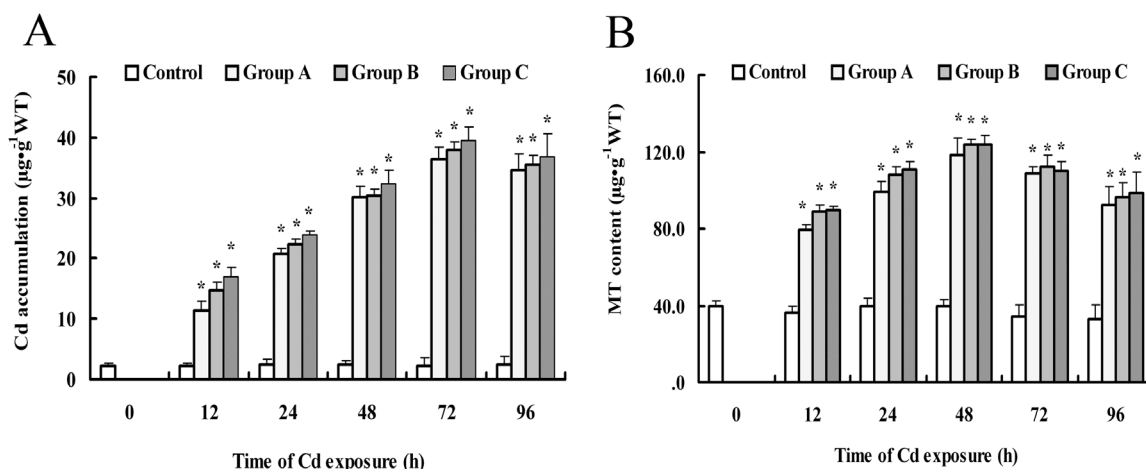 A
Cd accumulation (µg•g-1WT)
50
40
30
20
10
0
Control Group A Group B Group C
* * *
* * *
* * *
* * *
* * *
0 12 24 48 72 96
Time of Cd exposure (h)
B
MT content (µg•g-1WT)
160.0
120.0
80.0
40.0
.0
Control Group A Group B Group C
* * *
* * *
* * *
* * *
* * *
0 12 24 48 72 96
Time of Cd exposure (h)